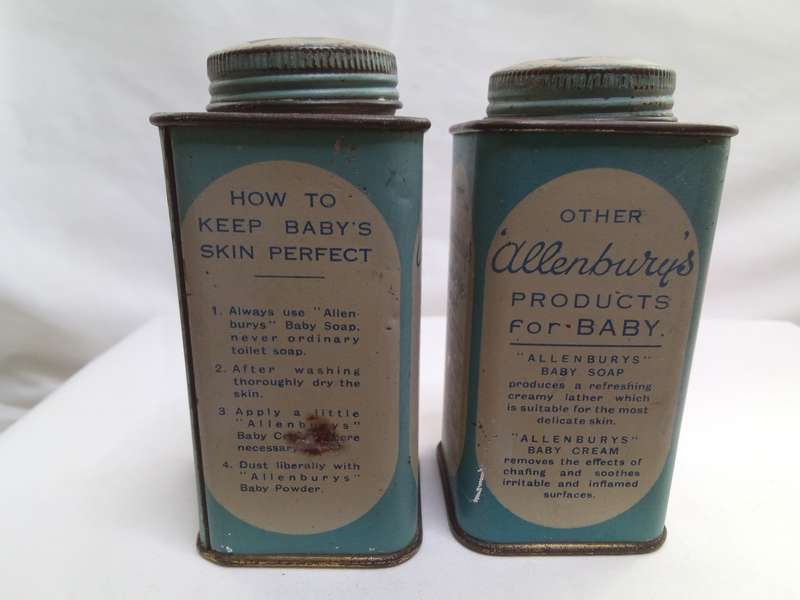 HOW TO
KEEP BABY'S
SKIN PERFECT
1. Always use "Allen-
burys" Baby Soap,
never ordinary
toilet soap.
2. After washing
thoroughly dry the
skin.
3 Apply a little
"Allenburys"
Baby where
necessary
4. Dust liberally with
"Allenburys"
Baby Powder.
OTHER
'Allenbury's
PRODUCTS
for BABY.
"ALLENBURYS"
BABY SOAP
produces a refreshing
creamy lather which
is suitable for the most
delicate skin.
"ALLENBURYS"
BABY CREAM
removes the effects of
chafing and soothes
irritable and inflamed
surfaces.